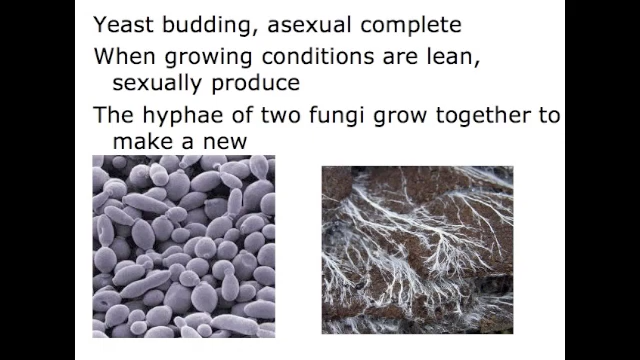 Yeast budding, asexual complete
When growing conditions are lean,
sexually produce
The hyphae of two fungi grow together to
make a new